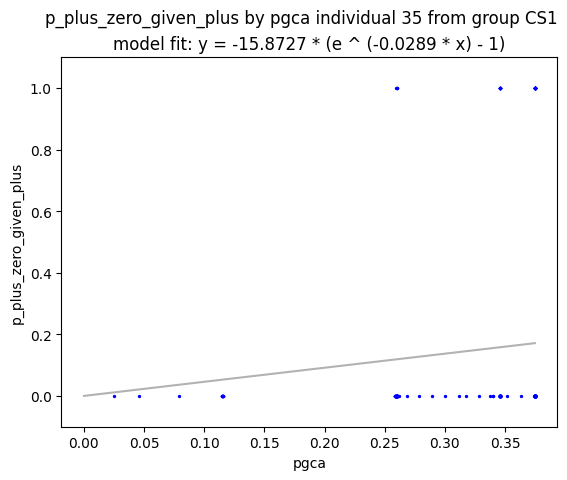 p_plus_zero_given_plus by pgca individual 35 from group CS1
model fit: y = -15.8727 * (e ^ (-0.0289 * x) - 1)
1.0
0.8
0.6
0.4
0.2
0.0
p_plus_zero_given_plus
0.00 0.05 0.10 0.15 0.20 0.25 0.30 0.35
pgca